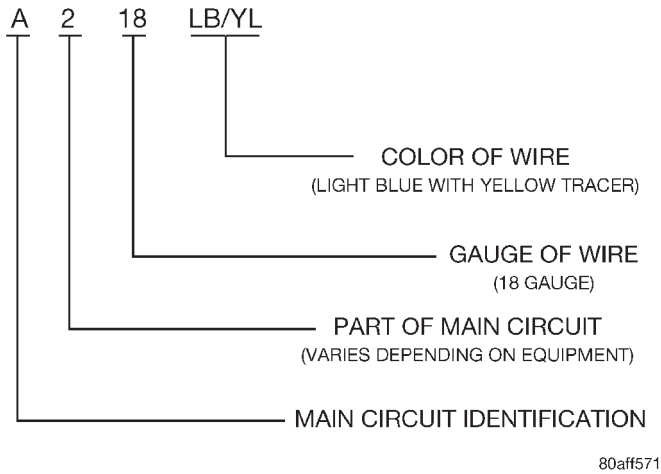 A 2 18 LB/YL
COLOR OF WIRE
(LIGHT BLUE WITH YELLOW TRACER)
GAUGE OF WIRE
(18 GAUGE)
PART OF MAIN CIRCUIT
(VARIES DEPENDING ON EQUIPMENT)
MAIN CIRCUIT IDENTIFICATION
80aff571